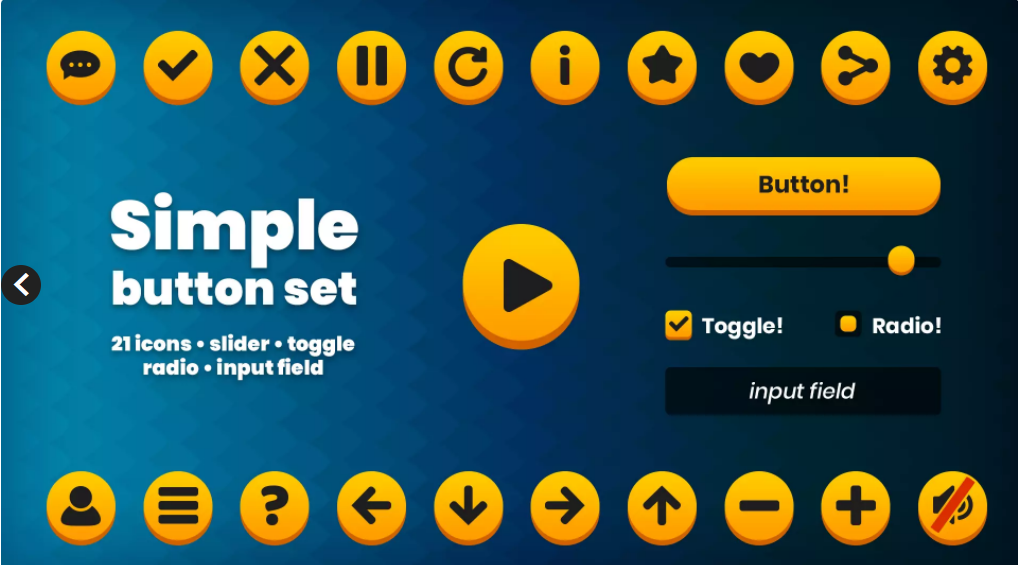 Simple
button set
21 icons • slider • toggle
radio • input field
Button!
Toggle!
Radio!
input field